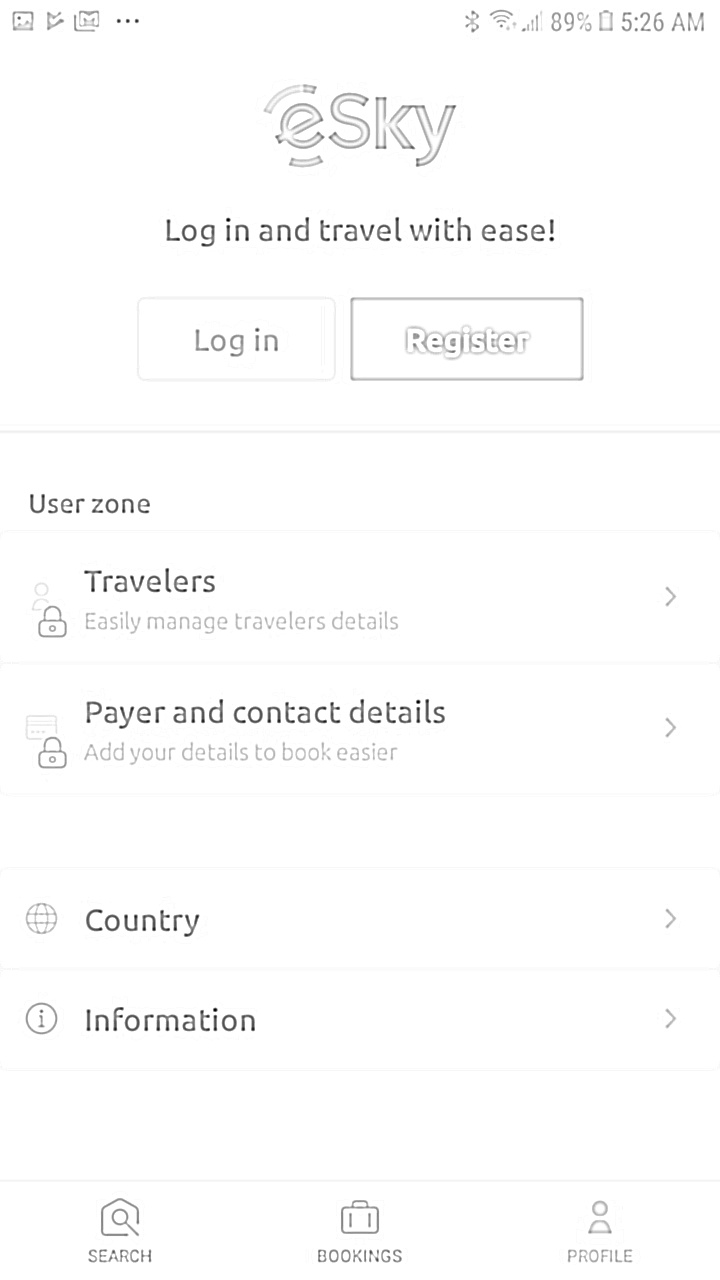 89% 5:26 AM
eSky
Log in and travel with ease!
Log in Register
User zone
Travelers
Easily manage travelers details
Payer and contact details
Add your details to book easier
Country
Information
SEARCH BOOKINGS PROFILE